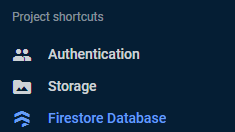 Project shortcuts
Authentication
Storage
Firestore Database